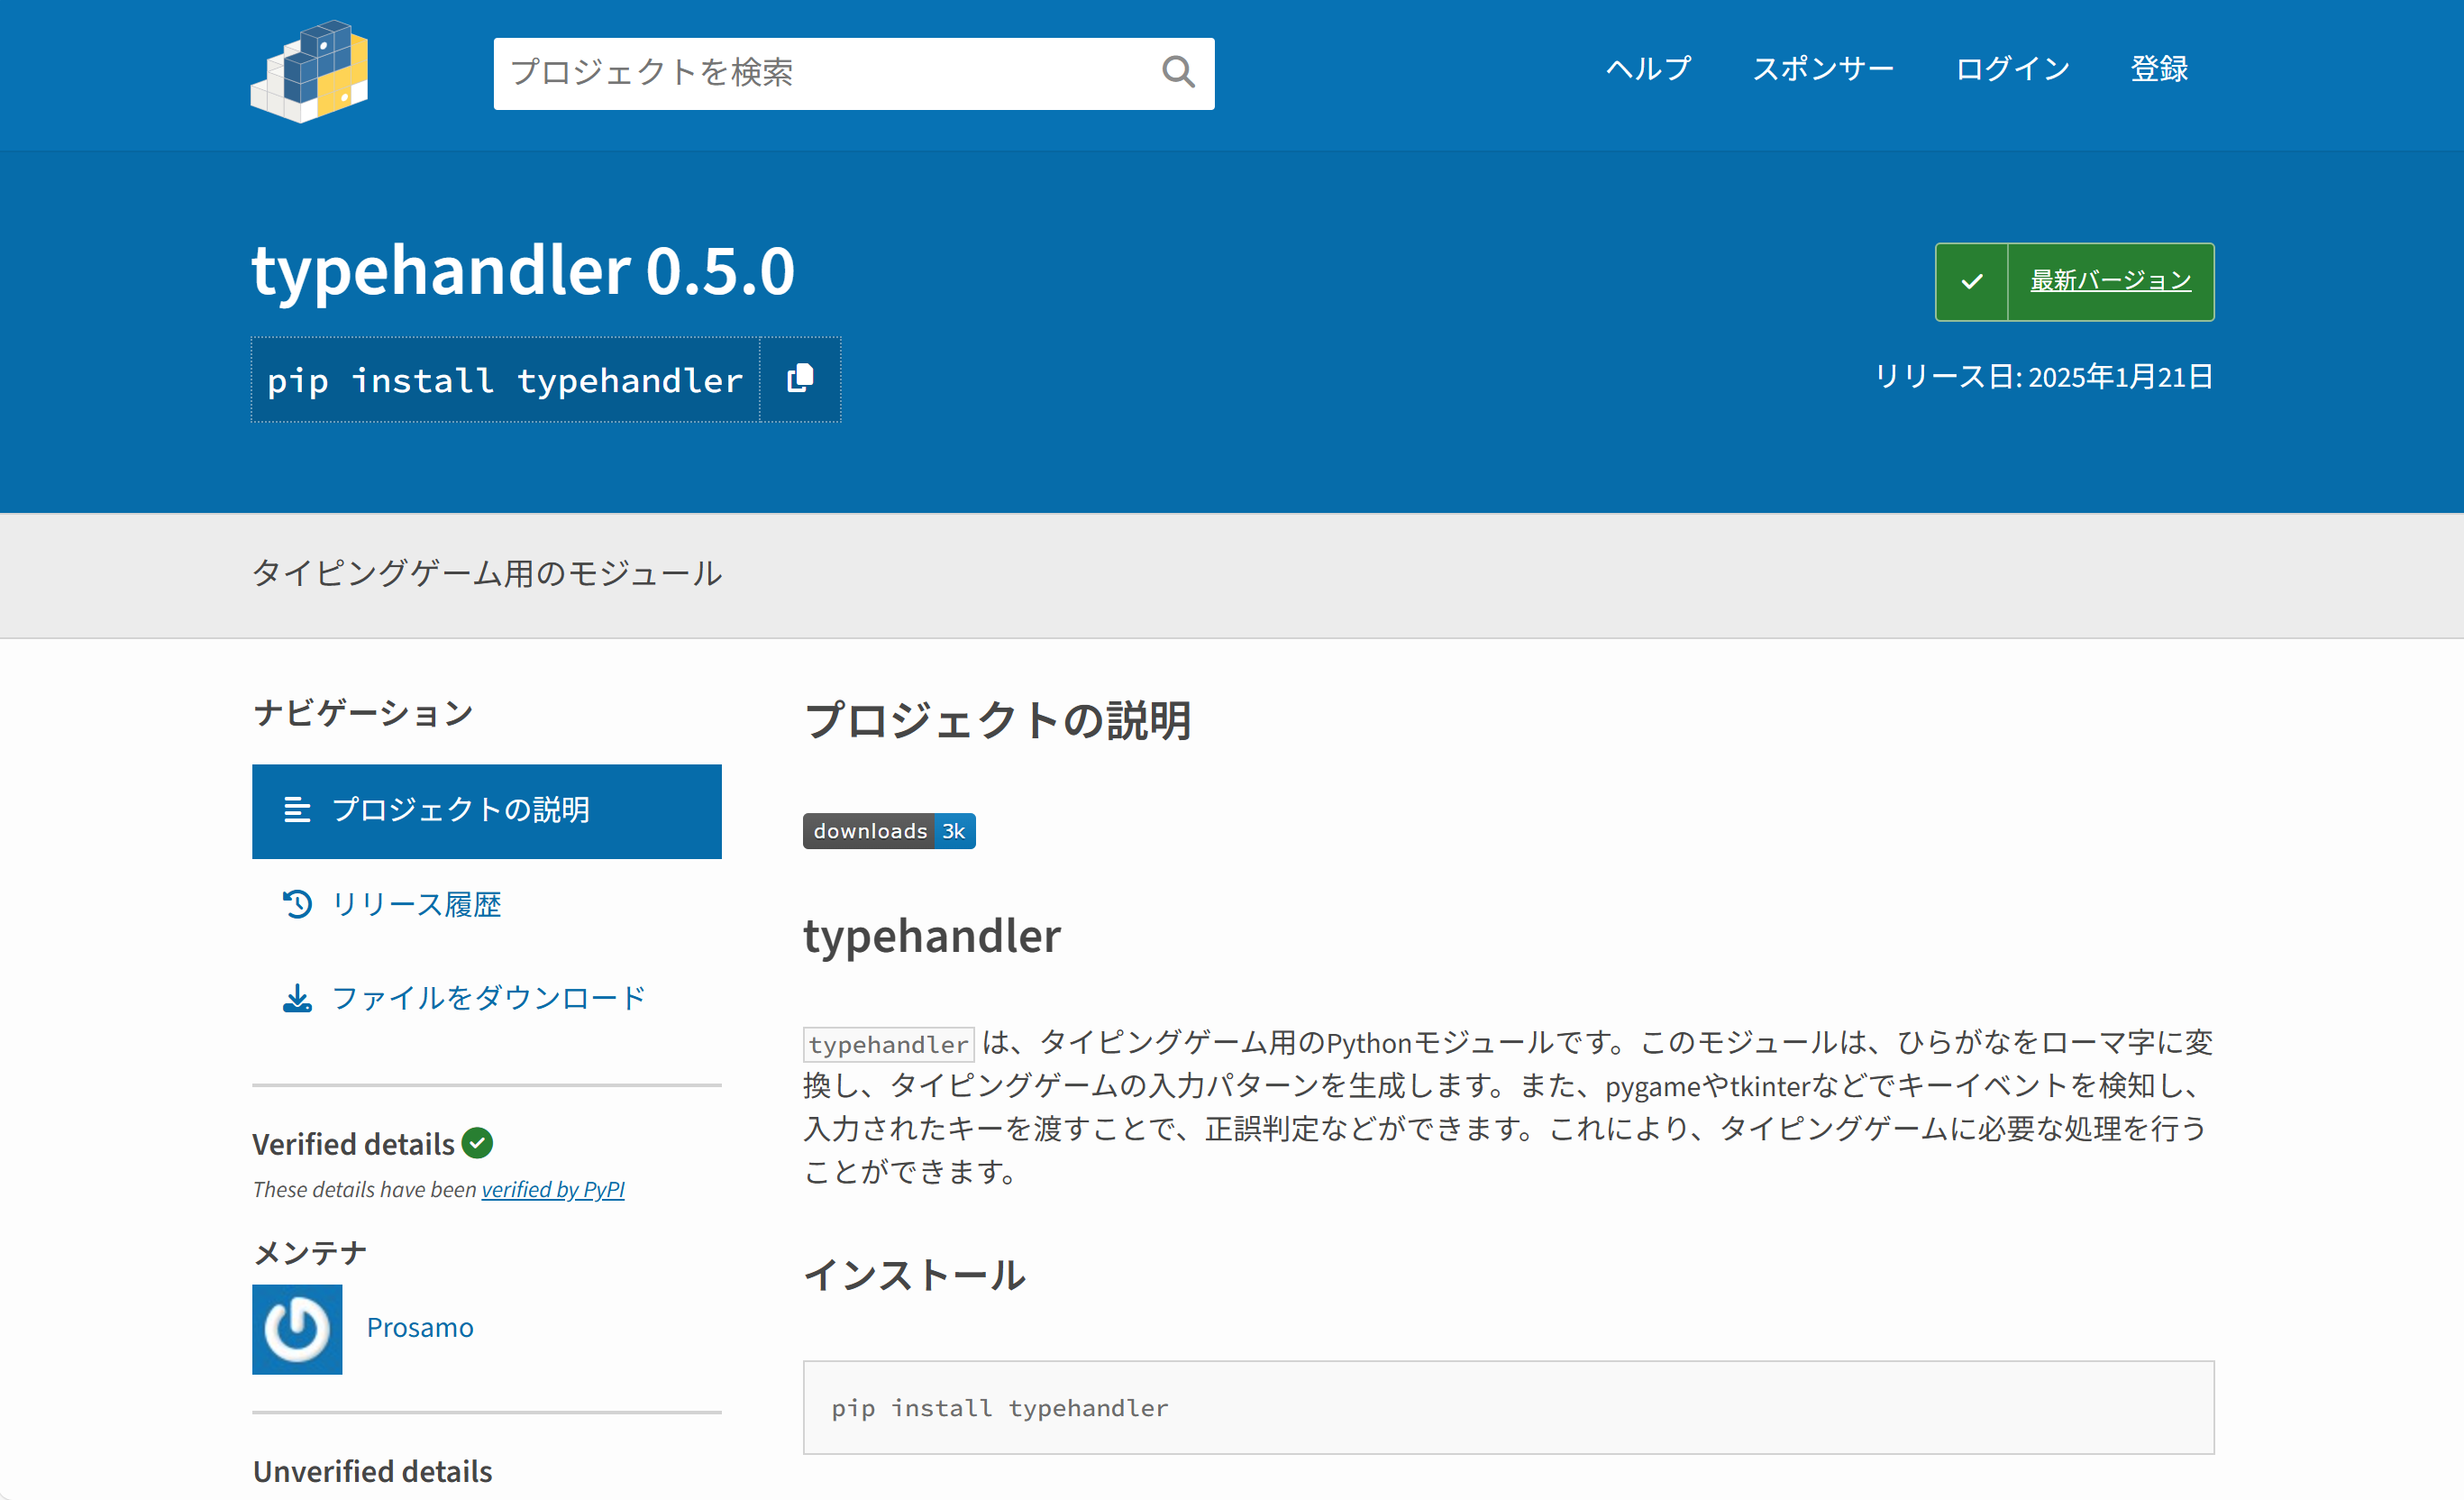 プロジェクトを検索
ヘルプ スポンサー ログイン 登録
typehandler 0.5.0
pip install typehandler
最新バージョン
リリース日: 2025年1月21日
タイピングゲーム用のモジュール
ナビゲーション
プロジェクトの説明
リリース履歴
ファイルをダウンロード
Verified details
These details have been verified by PyPI
メンテナ
Prosamo
Unverified details
プロジェクトの説明
downloads 3k
typehandler
typehandler は、タイピングゲーム用のPythonモジュールです。このモジュールは、ひらがなをローマ字に変
換し、タイピングゲームの入力パターンを生成します。また、pygameやtkinterなどでキーイベントを検知し、
入力されたキーを渡すことで、正誤判定などができます。これにより、タイピングゲームに必要な処理を行う
ことができます。
インストール
pip install typehandler